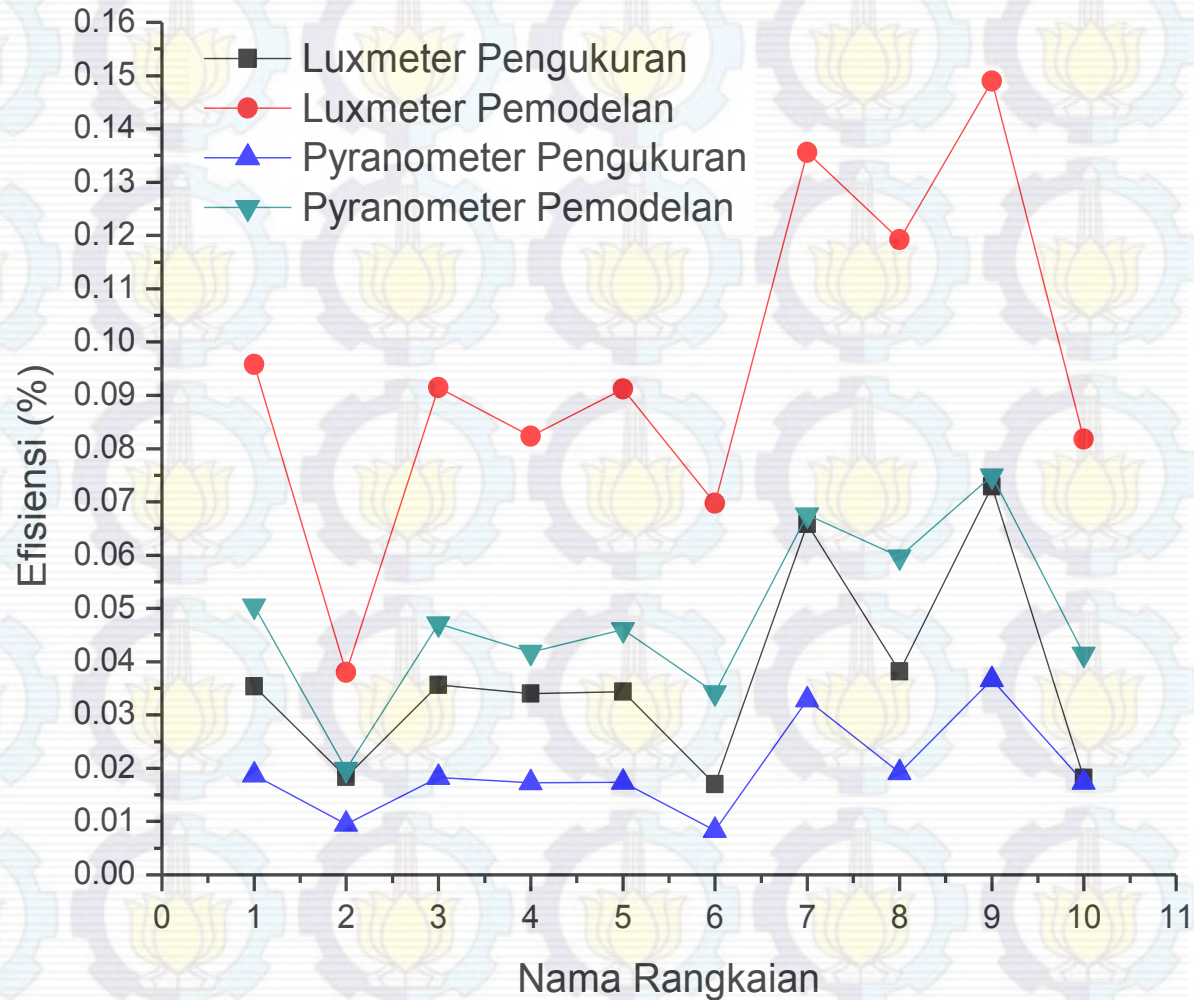 0.16
0.15
0.14
0.13
0.12
0.11
0.10
0.09
0.08
0.07
0.06
0.05
0.04
0.03
0.02
0.01
0.00
Efisiensi (%)
Luxmeter Pengukuran
Luxmeter Pemodelan
Pyranometer Pengukuran
Pyranometer Pemodelan
0 1 2 3 4 5 6 7 8 9 10 11
Nama Rangkaian